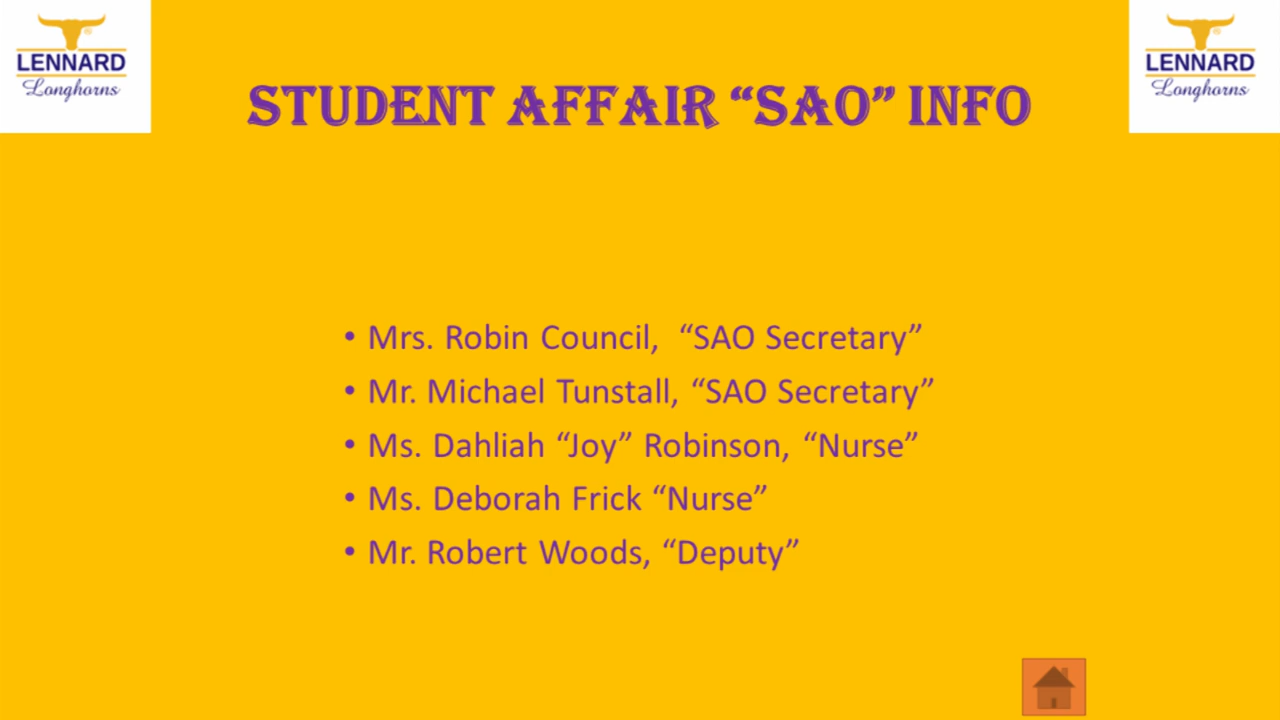 LENNARD
Longhorns
LENNARD
Longhorns
STUDENT AFFAIR “SAO” INFO
• Mrs. Robin Council, “SAO Secretary”
• Mr. Michael Tunstall, “SAO Secretary”
• Ms. Dahliah “Joy” Robinson, “Nurse”
• Ms. Deborah Frick “Nurse”
• Mr. Robert Woods, “Deputy”